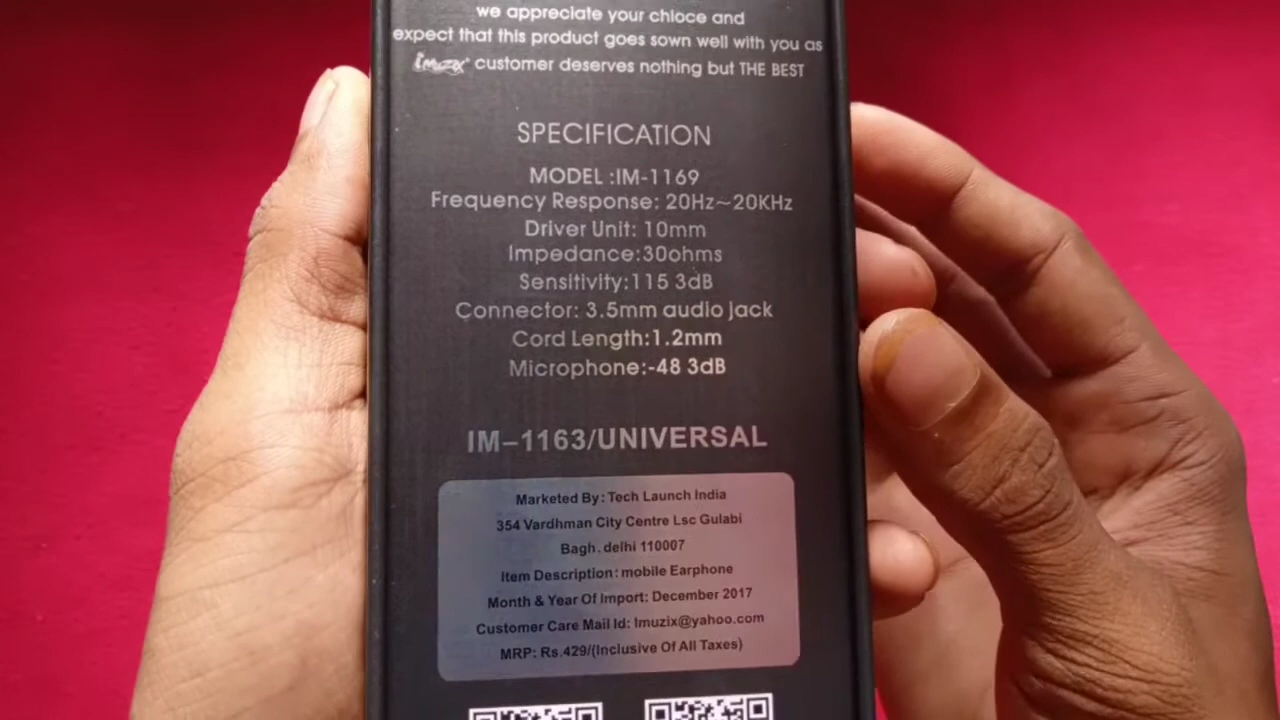 we appreciate your chioce and
expect that this product goes sown well with you as
imuzix customer deserves nothing but THE BEST
SPECIFICATION
MODEL :IM-1169
Frequency Response: 20Hz~20KHz
Driver Unit: 10mm
Impedance:30ohms
Sensitivity:115 3dB
Connector: 3.5mm audio jack
Cord Length:1.2mm
Microphone:-48 3dB
IM-1163/UNIVERSAL
Marketed By: Tech Launch India
354 Vardhman City Centre Lsc Gulabi
Bagh. delhi 110007
Item Description: mobile Earphone
Month & Year Of Import: December 2017
Customer Care Mail Id: Imuzix@yahoo.com
MRP: Rs.429/(Inclusive Of All Taxes)